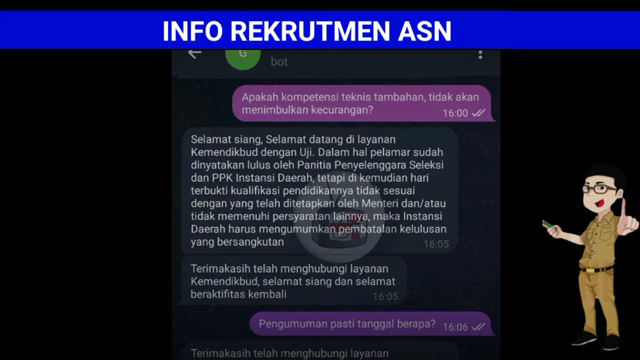 INFO REKRUTMEN ASN
G
bot
Apakah kompetensi teknis tambahan, tidak akan
menimbulkan kecurangan?
16:00
Selamat siang, Selamat datang di layanan
Kemendikbud dengan Uji. Dalam hal pelamar sudah
dinyatakan lulus oleh Panitia Penyelenggara Seleksi
dan PPK Instansi Daerah, tetapi di kemudian hari
terbukti kualifikasi pendidikannya tidak sesuai
dengan yang telah ditetapkan oleh Menteri dan/atau
tidak memenuhi persyaratan lainnya, maka Instansi
Daerah harus mengumumkan pembatalan kelulusan
yang bersangkutan
16:05
Terimakasih telah menghubungi layanan
Kemendikbud, selamat siang dan selamat
beraktifitas kembali
16:05
Pengumuman pasti tanggal berapa?
16:06
Terimakasih telah menghubungi layanan